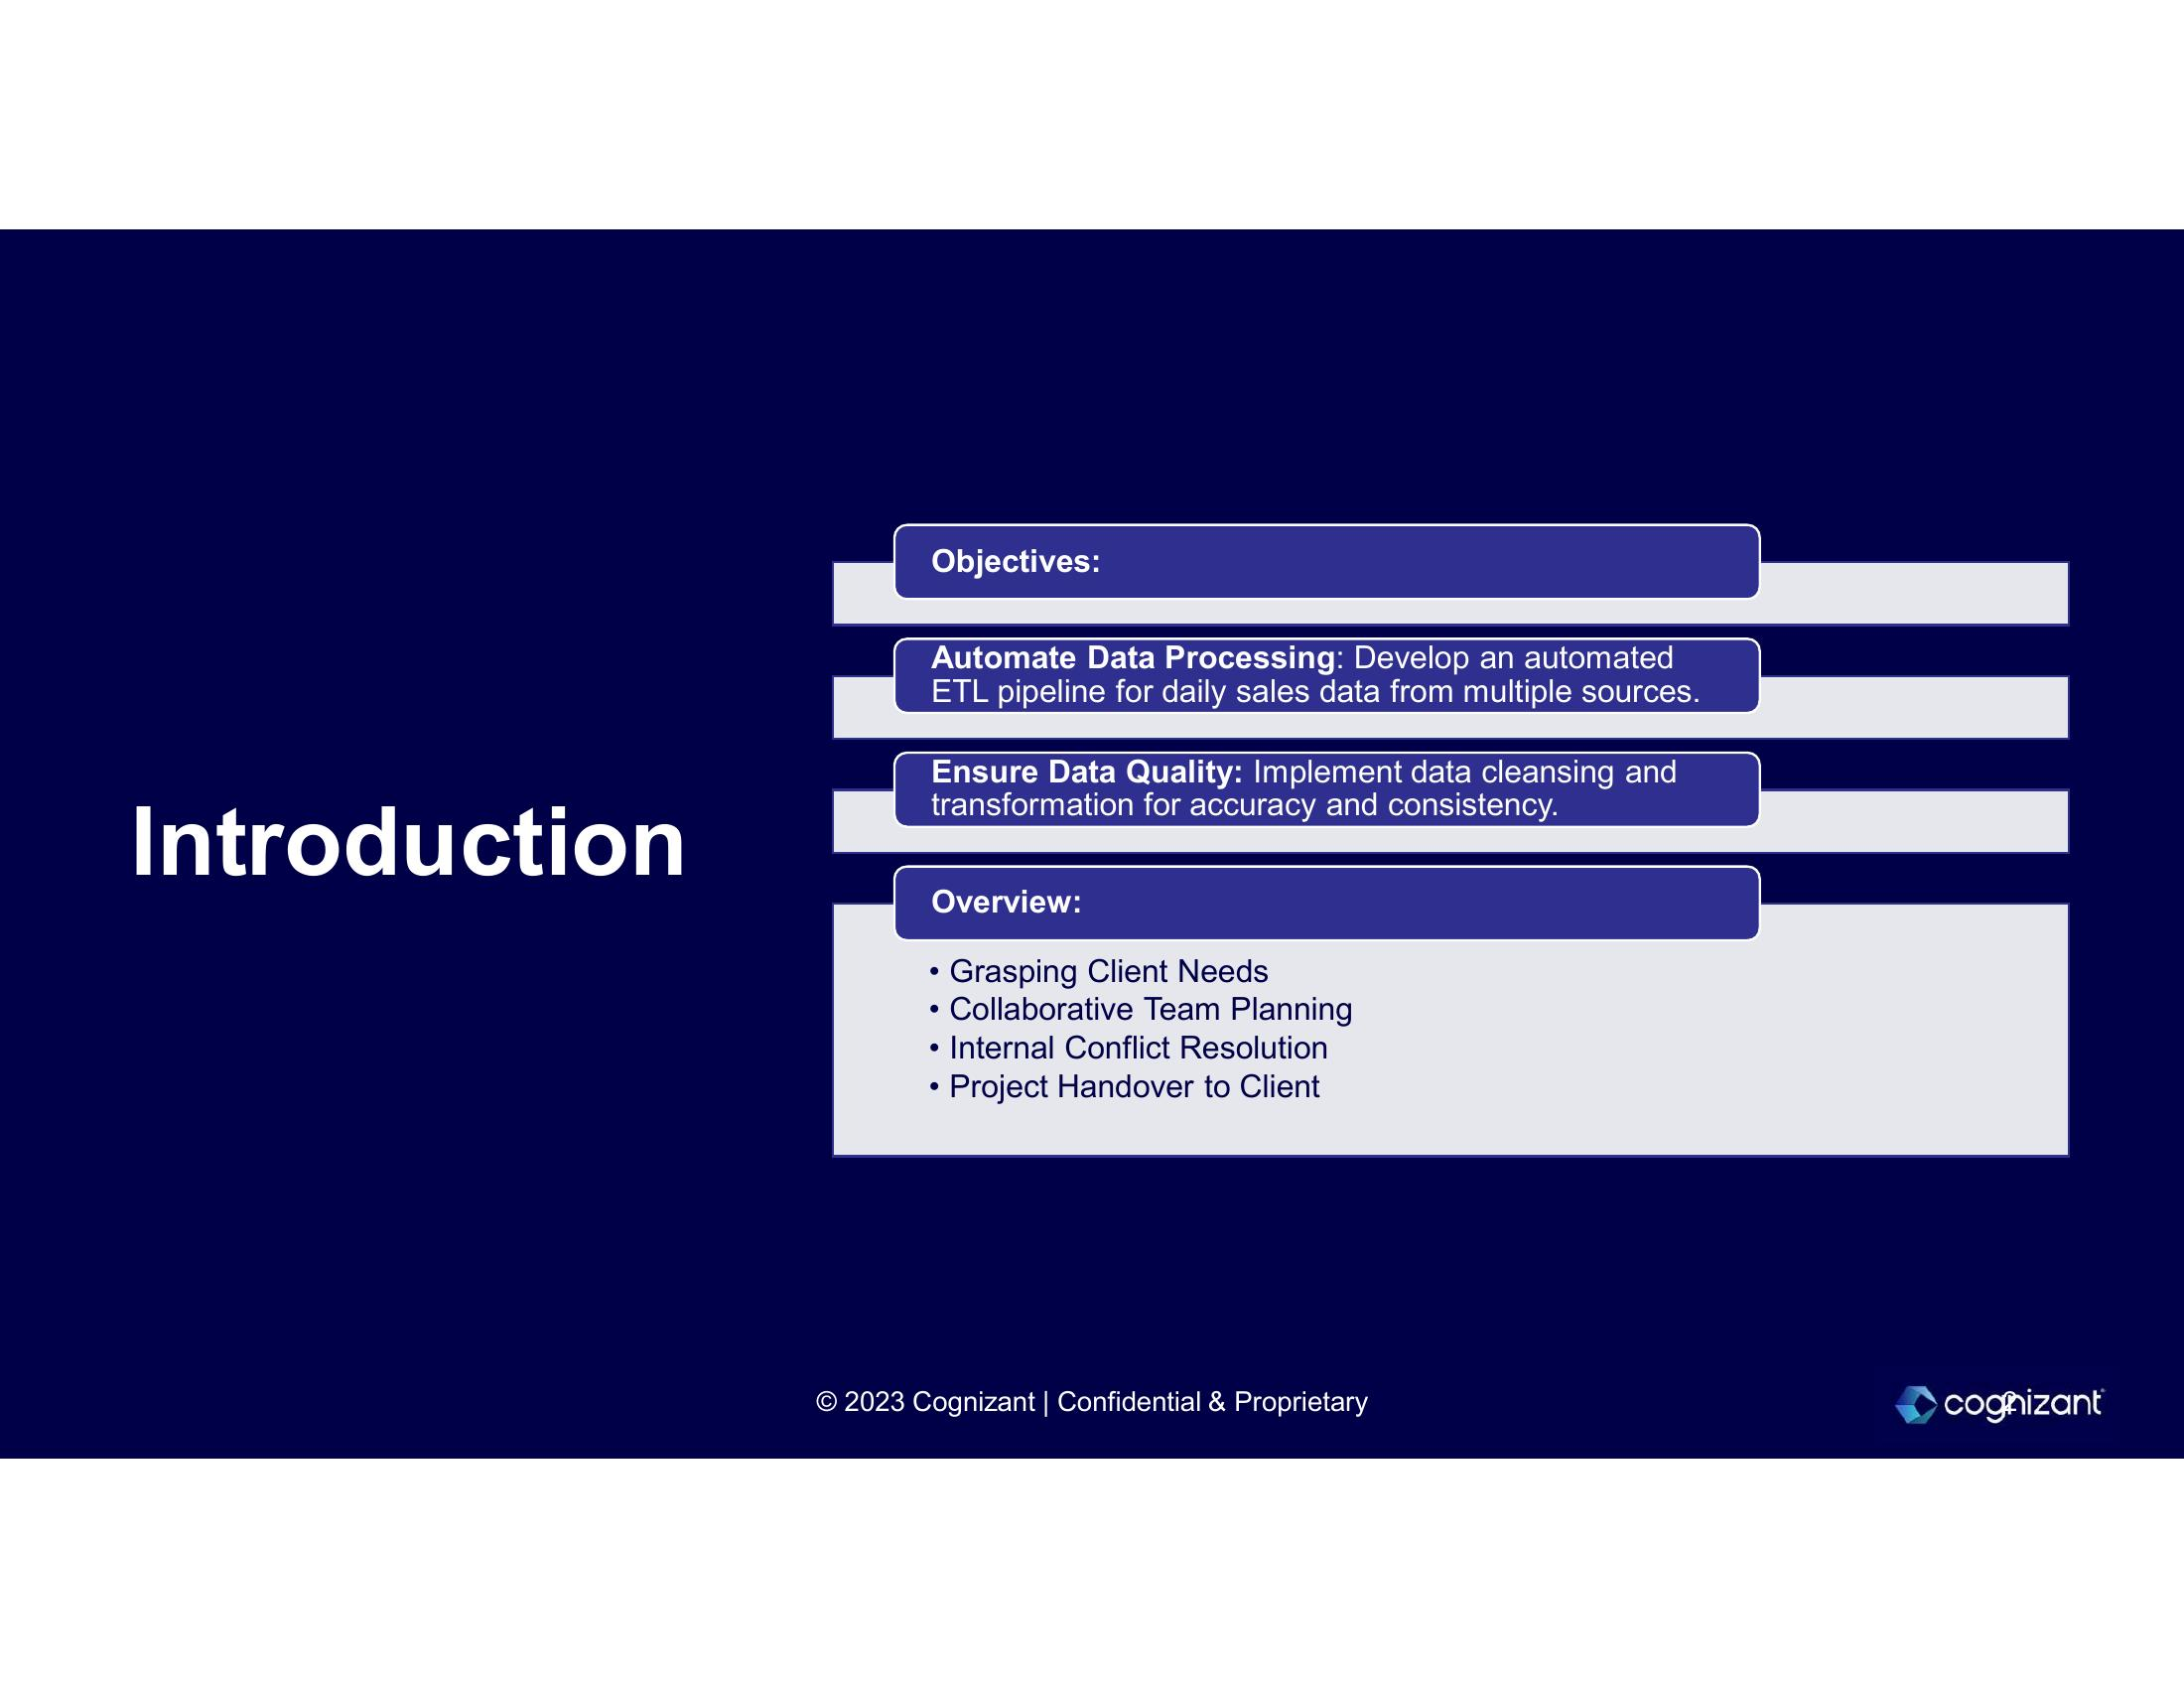 Introduction
Objectives:
Automate Data Processing: Develop an automated
ETL pipeline for daily sales data from multiple sources.
Ensure Data Quality: Implement data cleansing and
transformation for accuracy and consistency.
Overview:
• Grasping Client Needs
• Collaborative Team Planning
• Internal Conflict Resolution
• Project Handover to Client
© 2023 Cognizant | Confidential & Proprietary
cognizant
2